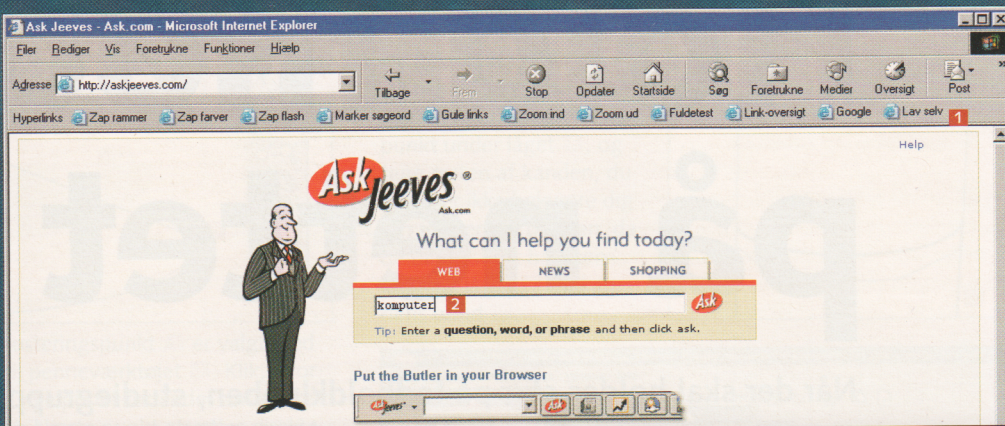 Ask Jeeves - Ask.com - Microsoft Internet Explorer
Filer Rediger Vis Foretrukne Funktioner Hjælp
Adresse http://askjeeves.com/ Tilbage Frem Stop Opdater Startside Søg Foretrukne Medier Oversigt Post »
Hyperlinks Zap rammer Zap farver Zap flash Marker søgeord Gule links Zoom ind Zoom ud Fuldetest Link-oversigt Google Lav selv 1
Help
Ask Jeeves ®
Ask.com
What can I help you find today?
WEB NEWS SHOPPING
komputer 2 Ask
Tip: Enter a question, word, or phrase and then click ask.
Put the Butler in your Browser